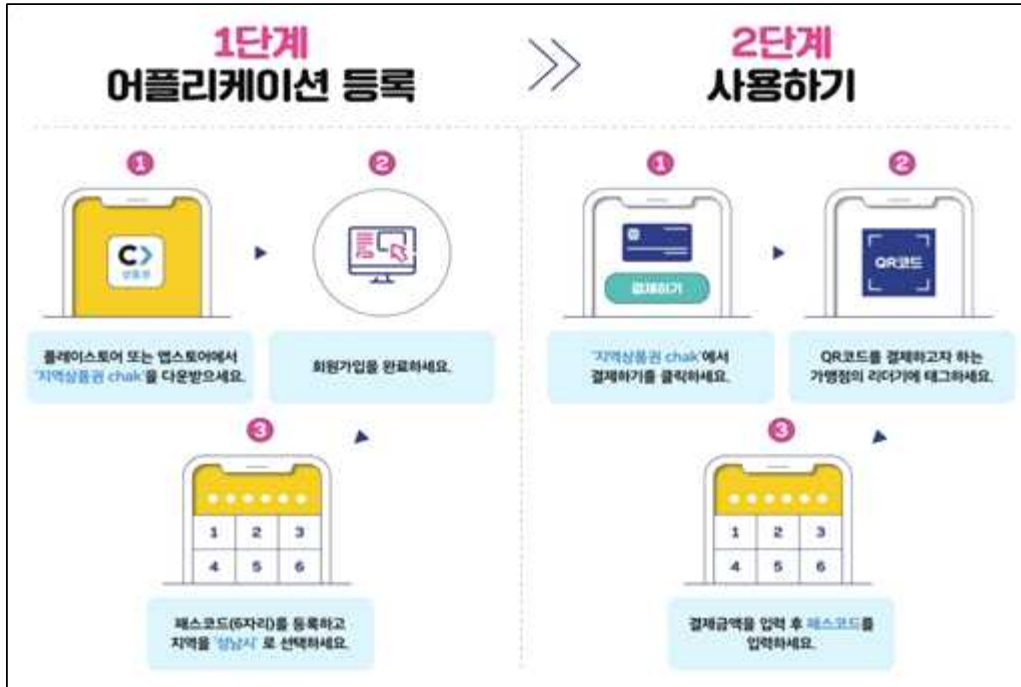 1단계
어플리케이션 등록
2단계
사용하기
1
C>
상품권
플레이스토어 또는 앱스토어에서
'지역상품권 chak'을 다운받으세요.
2
회원가입을 완료하세요.
3
1 2 3
4 5 6
패스코드(6자리)를 등록하고
지역을 '성남시' 로 선택하세요.
1
결제하기
'지역상품권 chak'에서
결제하기를 클릭하세요.
2
QR코드
QR코드를 결제하고자 하는
가맹점의 리더기에 태그하세요.
3
1 2 3
4 5 6
결제금액을 입력 후 패스코드를
입력하세요.